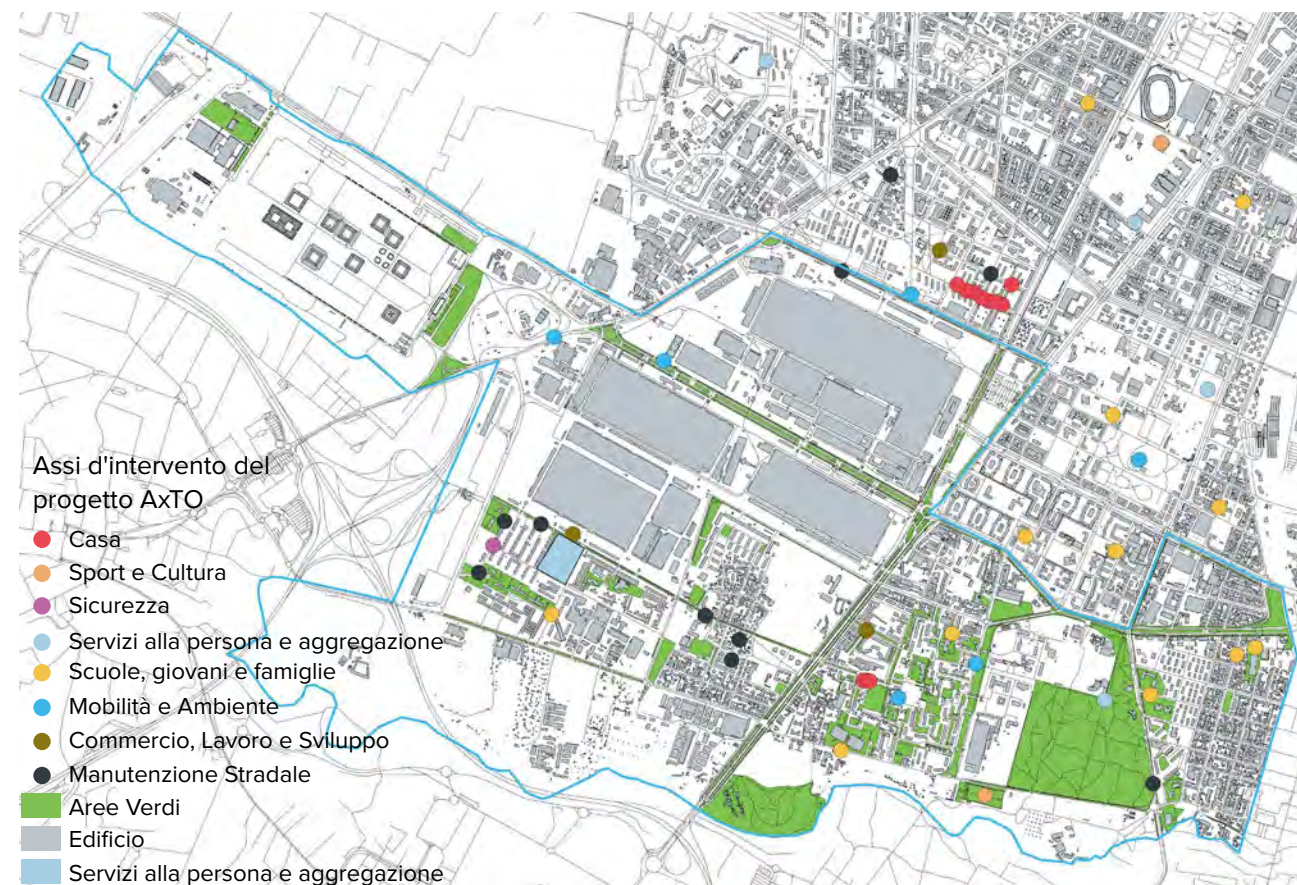 Assi d'intervento del
progetto AxTO
Casa
Sport e Cultura
Sicurezza
Servizi alla persona e aggregazione
Scuole, giovani e famiglie
Mobilità e Ambiente
Commercio, Lavoro e Sviluppo
Manutenzione Stradale
Aree Verdi
Edificio
Servizi alla persona e aggregazione